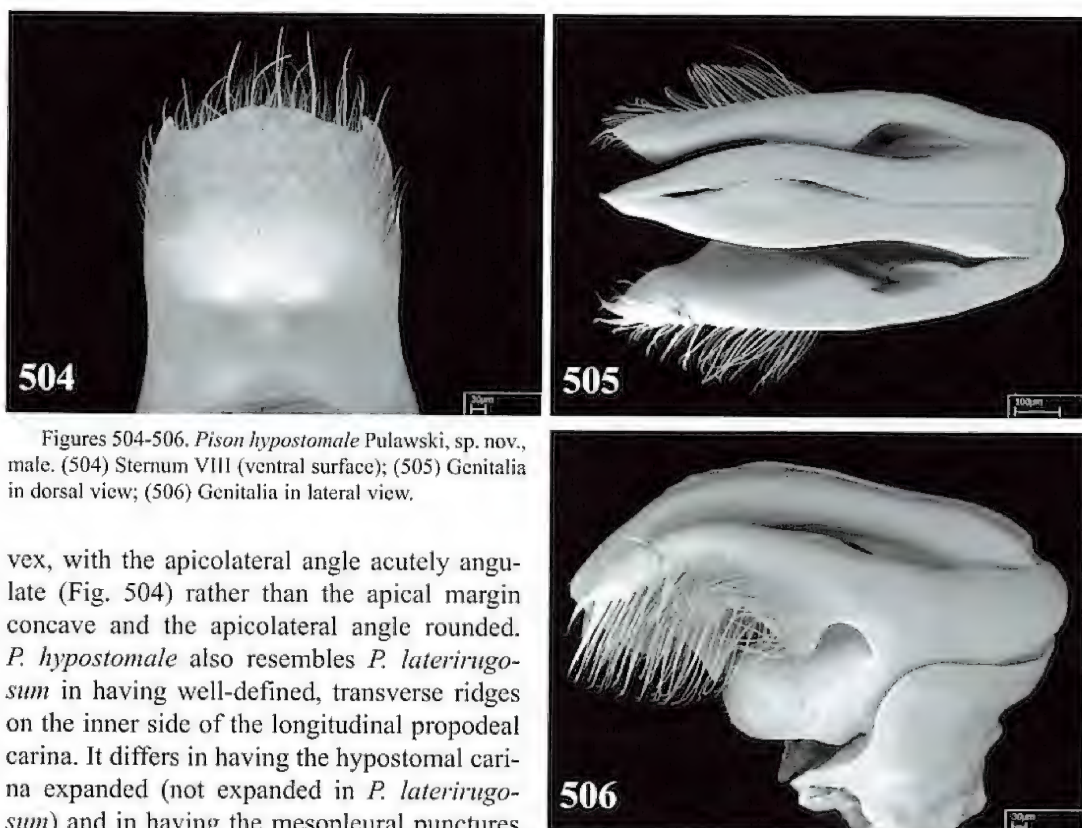 504
30µm
505
100µm
Figures 504-506. Pison hypostomale Pulawski, sp. nov.,
male. (504) Sternum VIII (ventral surface); (505) Genitalia
in dorsal view; (506) Genitalia in lateral view.
vex, with the apicolateral angle acutely angu-
late (Fig. 504) rather than the apical margin
concave and the apicolateral angle rounded.
P. hypostomale also resembles P. laterirugo-
sum in having well-defined, transverse ridges
on the inner side of the longitudinal propodeal
carina. It differs in having the hypostomal cari-
na expanded (not expanded in P. laterirugo-
sum) and in having the mesopleural punctures
506
30µm